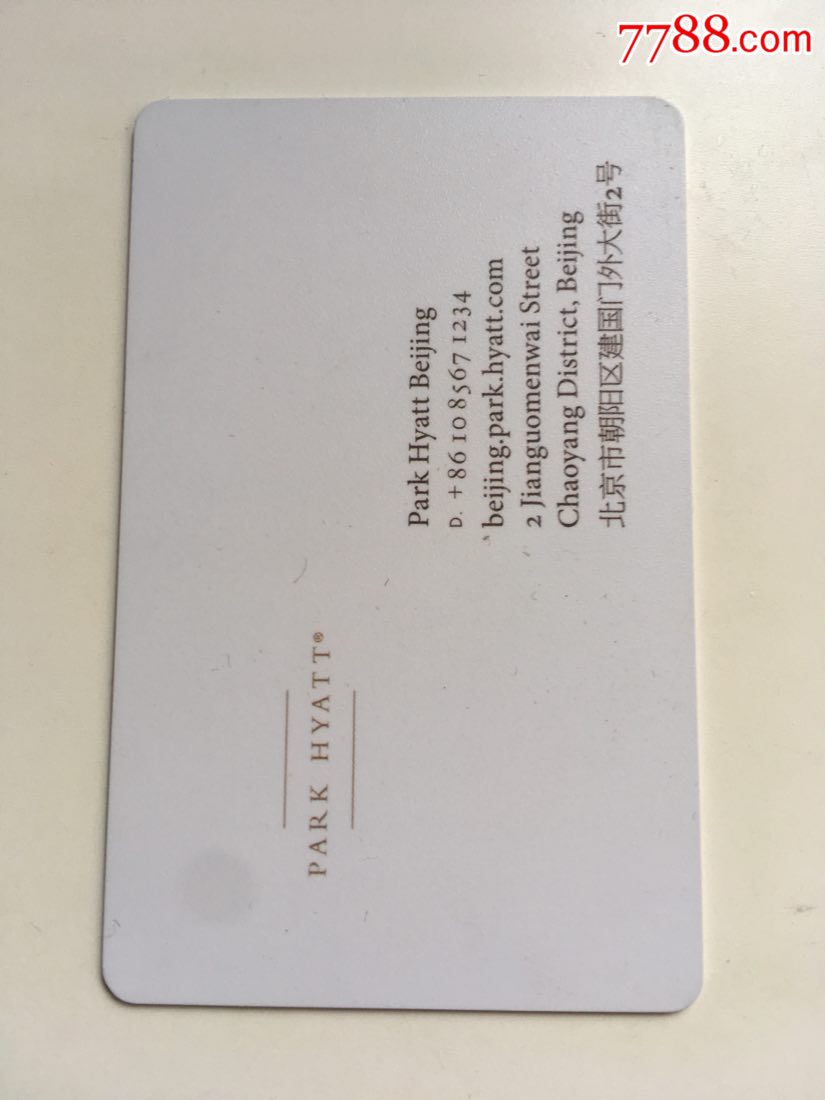 7788.com
PARK HYATT®
Park Hyatt Beijing
D. +86 10 8567 1234
beijing.park.hyatt.com
2 Jianguomenwai Street
Chaoyang District, Beijing
北京市朝阳区建国门外大街2号